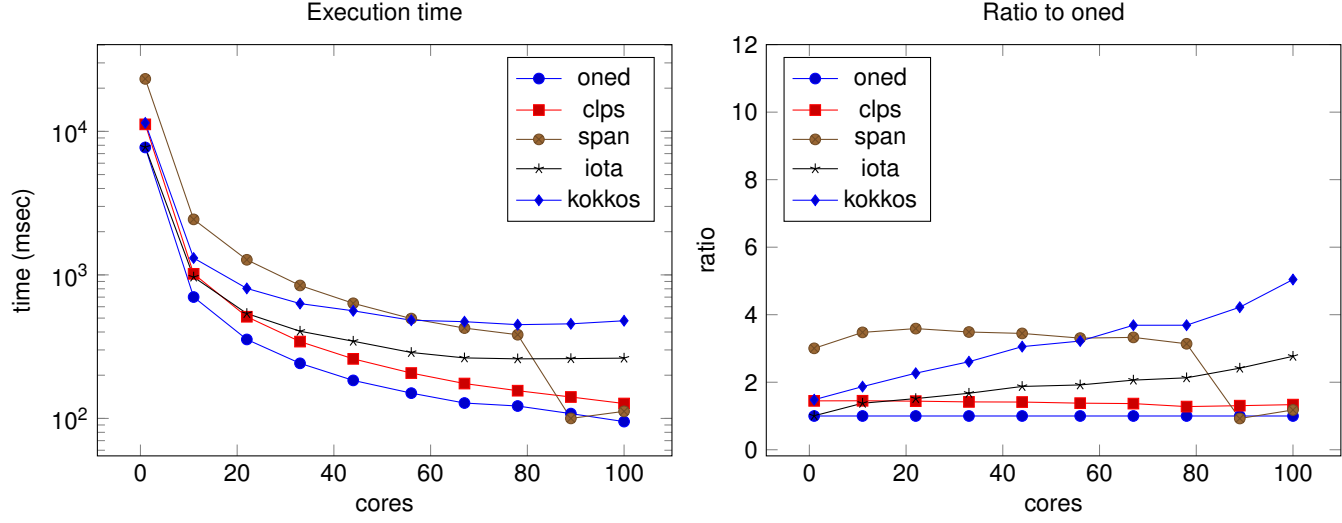 Execution time
10^4
10^3
10^2
time (msec)
0 20 40 60 80 100
cores
oned
clps
span
iota
kokkos
Ratio to oned
12
10
8
6
4
2
0
ratio
0 20 40 60 80 100
cores
oned
clps
span
iota
kokkos